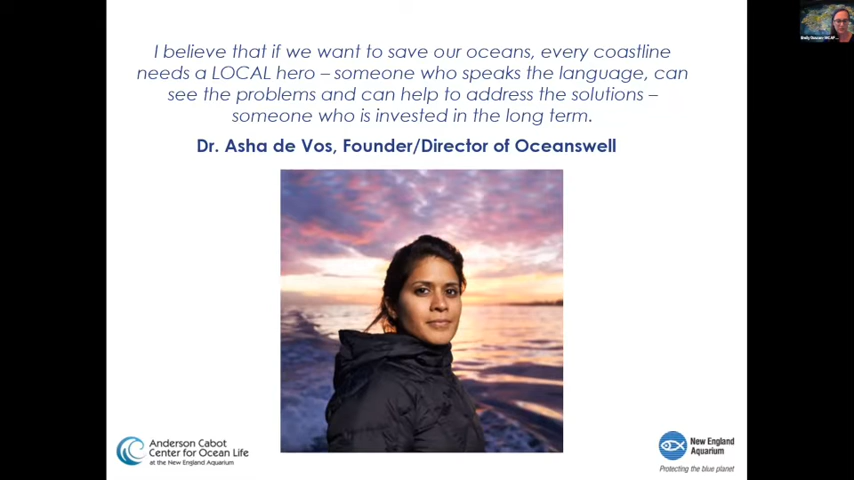 I believe that if we want to save our oceans, every coastline
needs a LOCAL hero – someone who speaks the language, can
see the problems and can help to address the solutions –
someone who is invested in the long term.
Dr. Asha de Vos, Founder/Director of Oceanswell
Anderson Cabot
Center for Ocean Life
at the New England Aquarium
New England
Aquarium
Protecting the blue planet